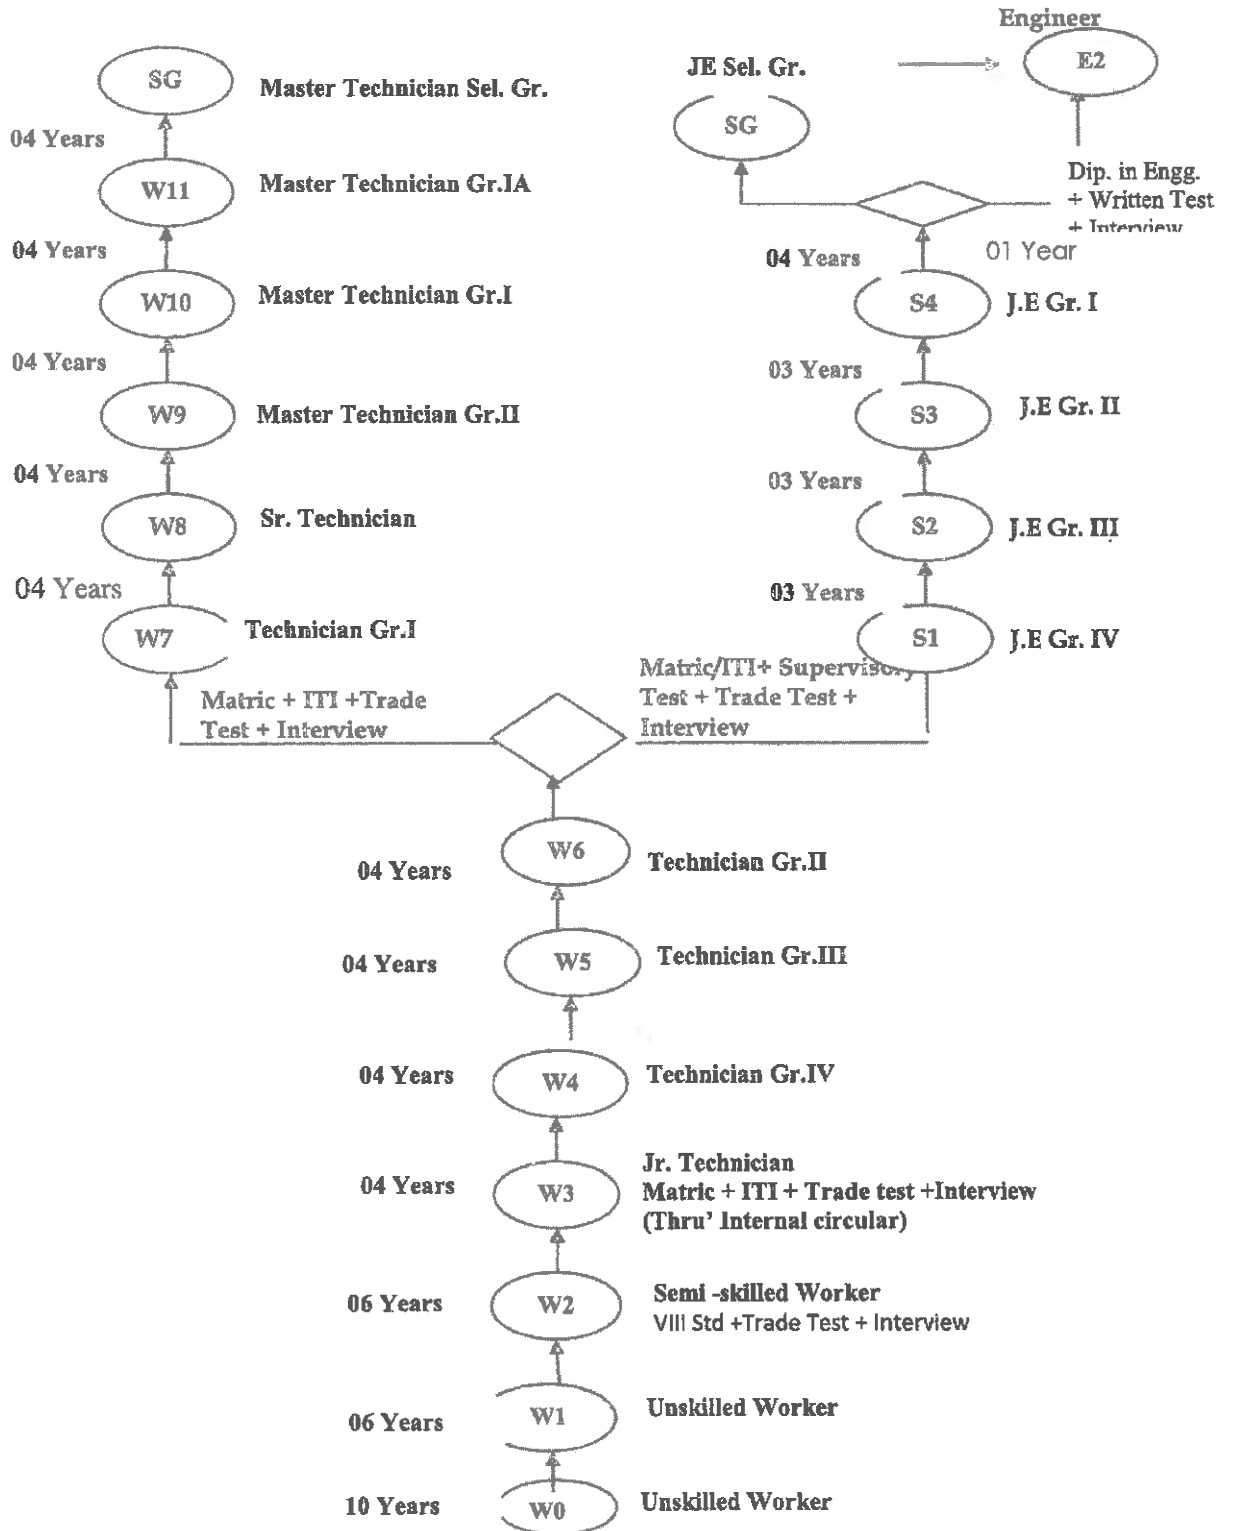 Engineer
SG
Master Technician Sel. Gr.
JE Sel. Gr.
E2
SG
04 Years
W11
Master Technician Gr.IA
Dip. in Engg.
+ Written Test
+ Interview
04 Years
04 Years
01 Year
W10
Master Technician Gr.I
S4
J.E Gr. I
04 Years
03 Years
W9
Master Technician Gr.II
S3
J.E Gr. II
04 Years
03 Years
W8
Sr. Technician
S2
J.E Gr. III
04 Years
03 Years
W7
Technician Gr.I
S1
J.E Gr. IV
Matric + ITI +Trade
Test + Interview
Matric/ITI+ Supervisory
Test + Trade Test +
Interview
W6
04 Years
Technician Gr.II
04 Years
W5
Technician Gr.III
04 Years
W4
Technician Gr.IV
04 Years
W3
Jr. Technician
Matric + ITI + Trade test +Interview
(Thru' Internal circular)
06 Years
W2
Semi -skilled Worker
VIII Std +Trade Test + Interview
06 Years
W1
Unskilled Worker
10 Years
W0
Unskilled Worker